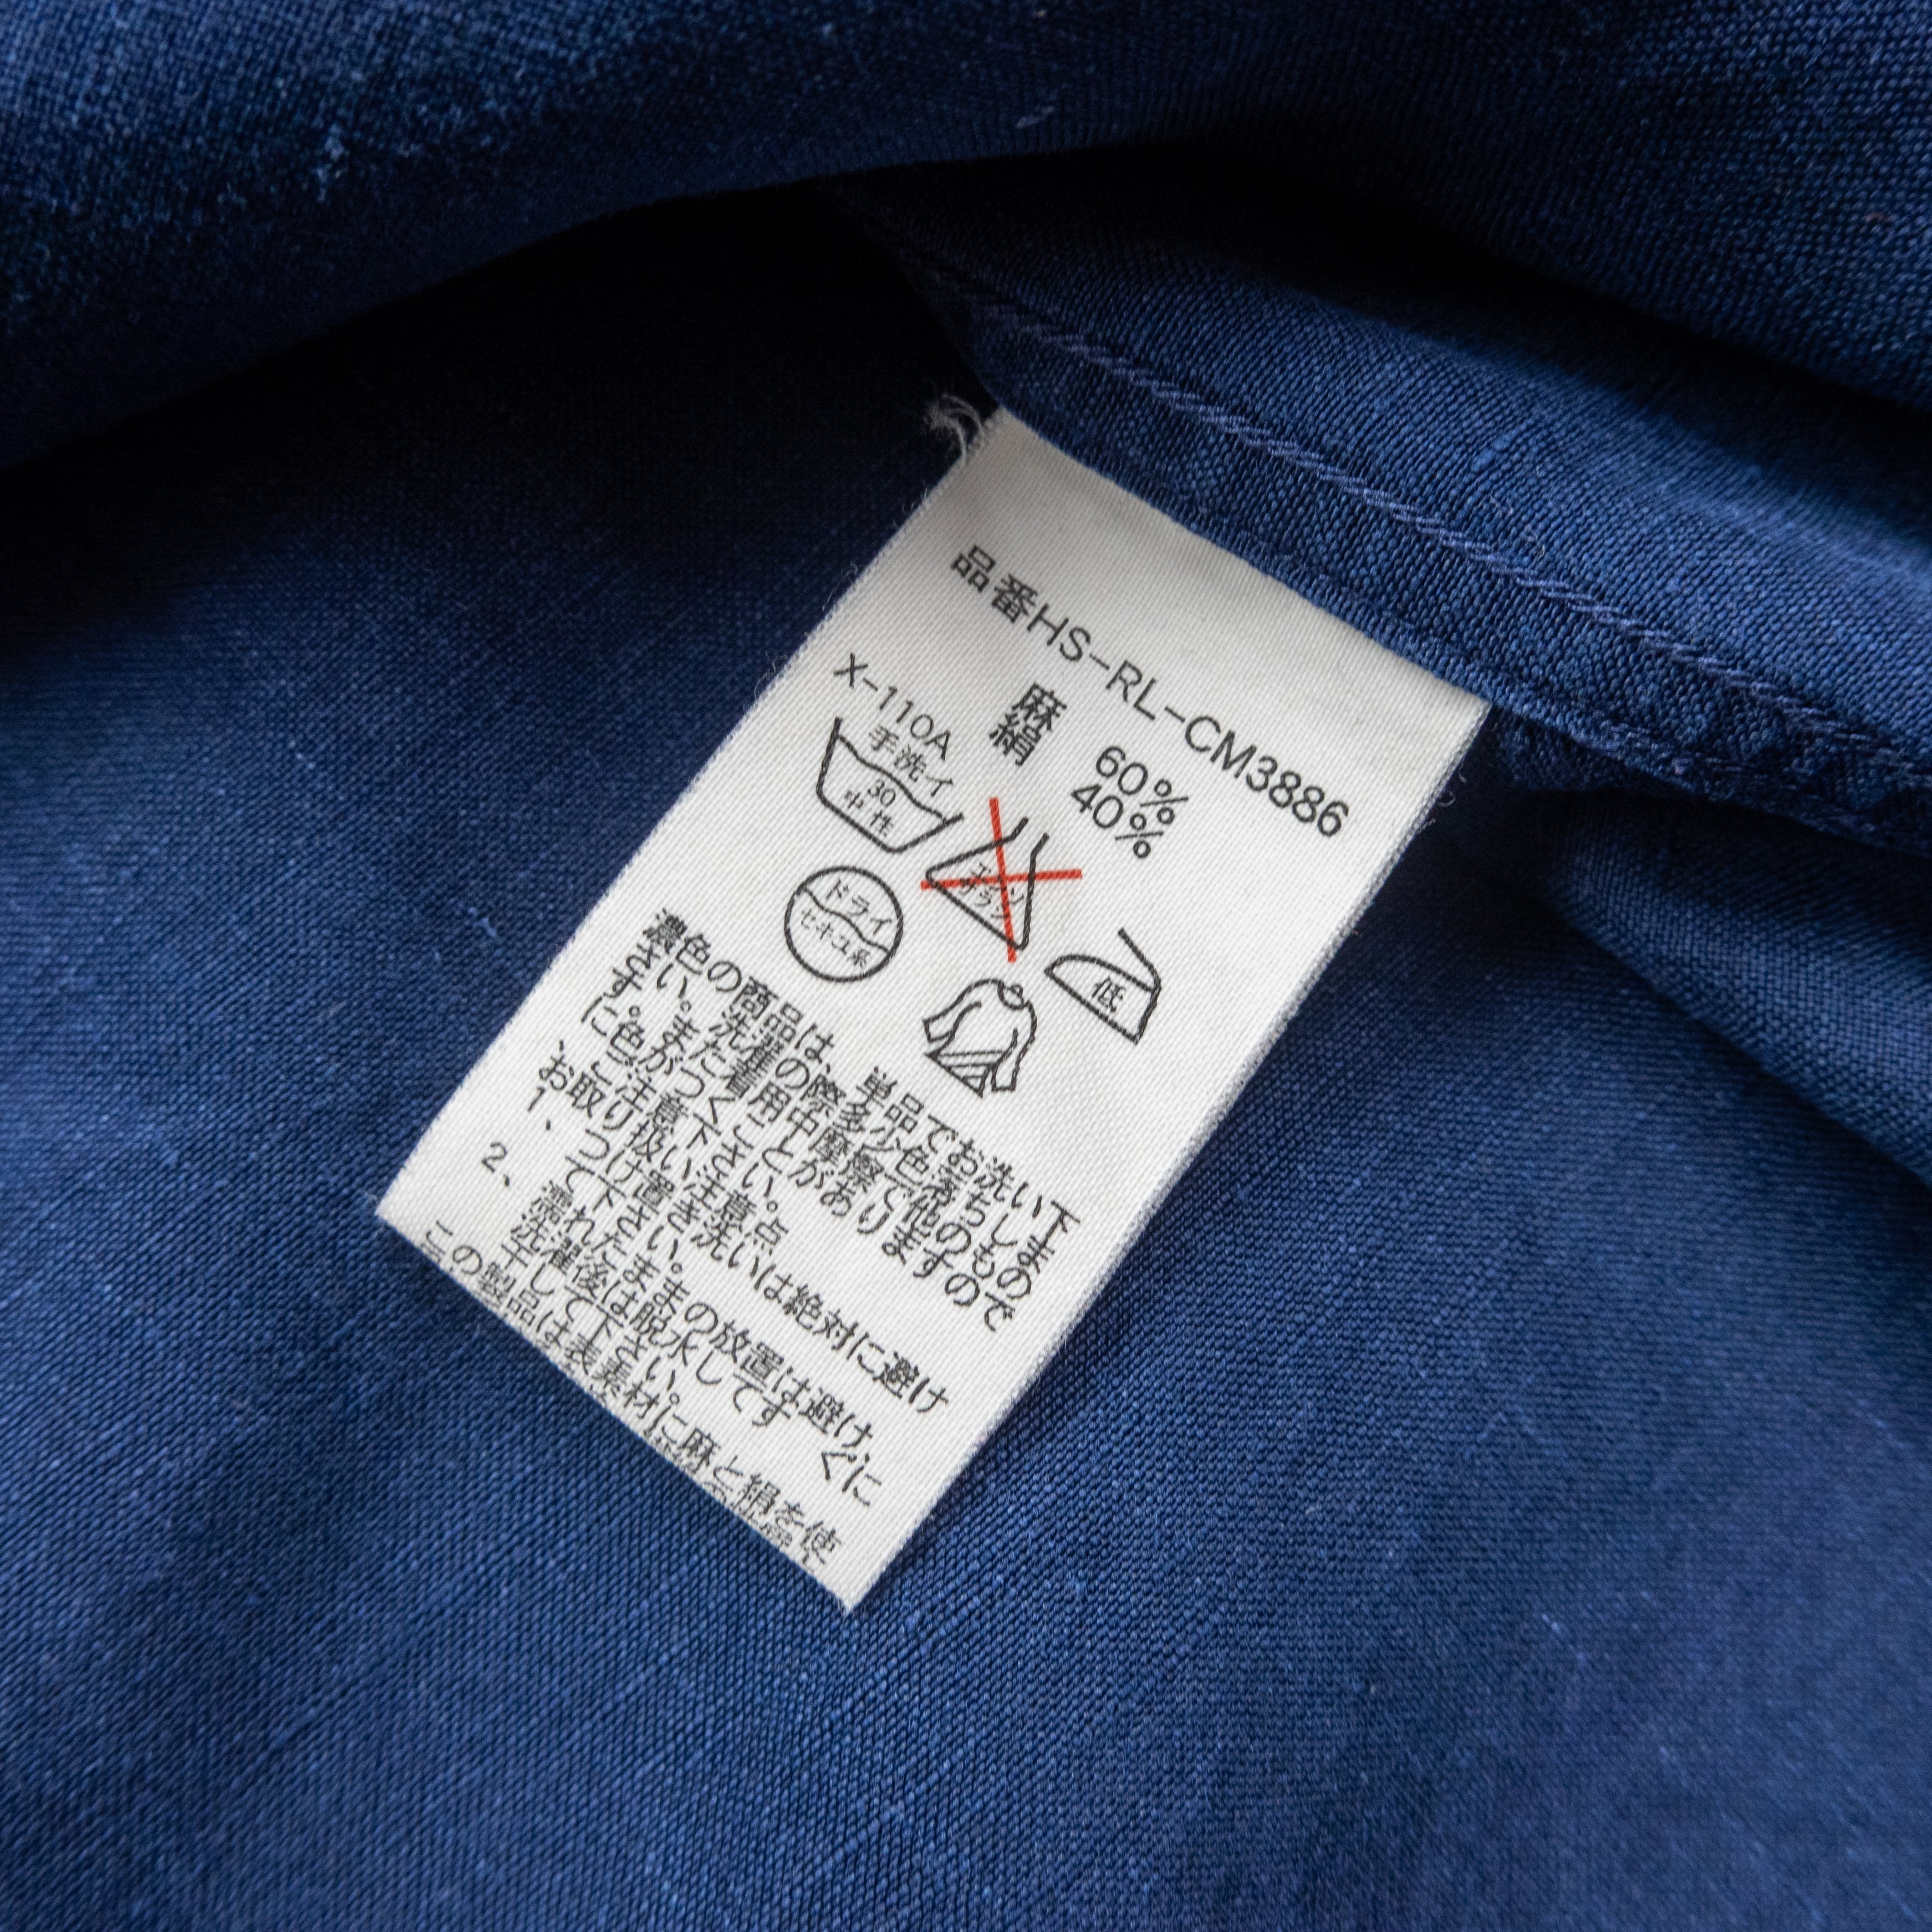 品番HS-RL-CM3886
麻 60%
絹 40%
X-110A
手洗イ
30
中性
エンソ
サラシ
低
ドライ
セキユ系
濃色の商品は、単品でお洗い下
さい。洗濯の際多少色落ちしま
す。また着用中摩擦で他のもの
に色がつくことがありますので
ご注意下さい。
お取り扱い注意点
1、つけ置き洗いは絶対に避け
て下さい。
2、濡れたままの放置は避け、
洗濯後は脱水してすぐに
干して下さい。
この製品は表素材に麻と絹を使